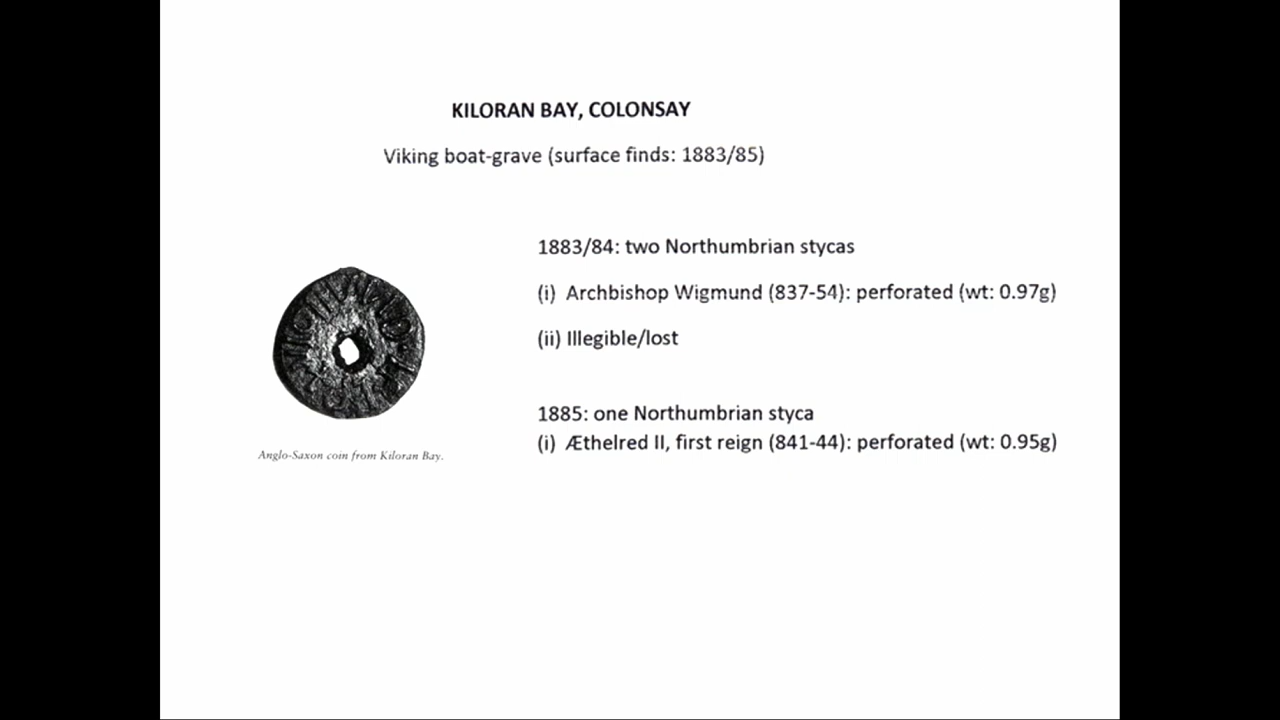 KILORAN BAY, COLONSAY
Viking boat-grave (surface finds: 1883/85)
1883/84: two Northumbrian stycas
(i) Archbishop Wigmund (837-54): perforated (wt: 0.97g)
(ii) Illegible/lost
1885: one Northumbrian styca
(i) Æthelred II, first reign (841-44): perforated (wt: 0.95g)
Anglo-Saxon coin from Kiloran Bay.